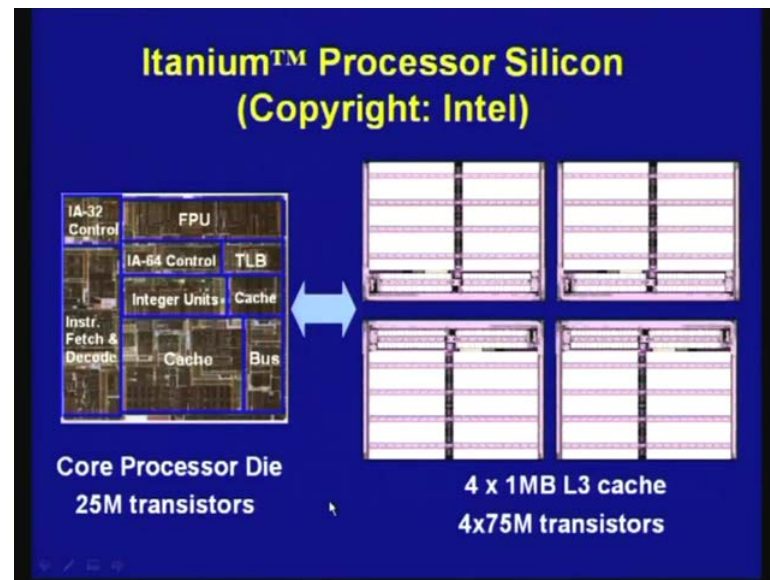 Itanium™ Processor Silicon
(Copyright: Intel)
IA-32
Control
FPU
IA-64 Control
TLB
Integer Units
Cache
Instr.
Fetch &
Decode
Cache
Bus
Core Processor Die
25M transistors
4 x 1MB L3 cache
4x75M transistors